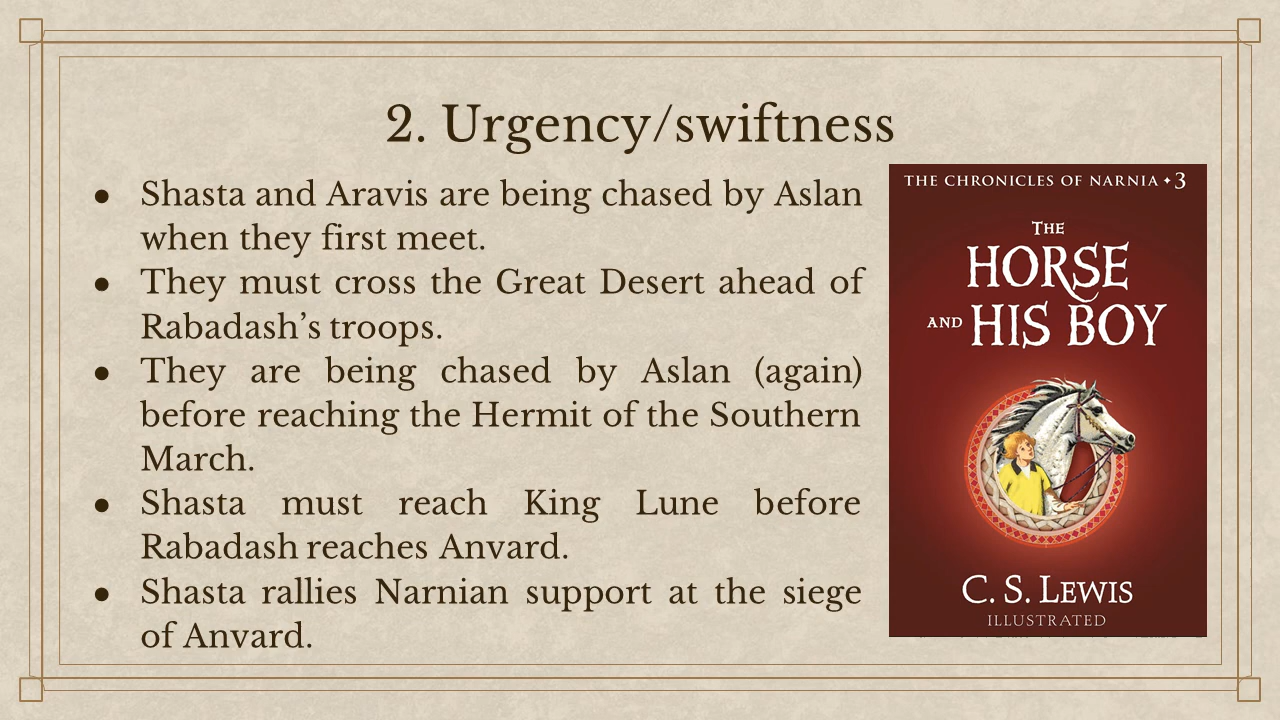 2. Urgency/swiftness
● Shasta and Aravis are being chased by Aslan
when they first meet.
● They must cross the Great Desert ahead of
Rabadash’s troops.
● They are being chased by Aslan (again)
before reaching the Hermit of the Southern
March.
● Shasta must reach King Lune before
Rabadash reaches Anvard.
● Shasta rallies Narnian support at the siege
of Anvard.
THE CHRONICLES OF NARNIA ✦ 3
THE
HORSE
AND HIS BOY
C. S. LEWIS
ILLUSTRATED